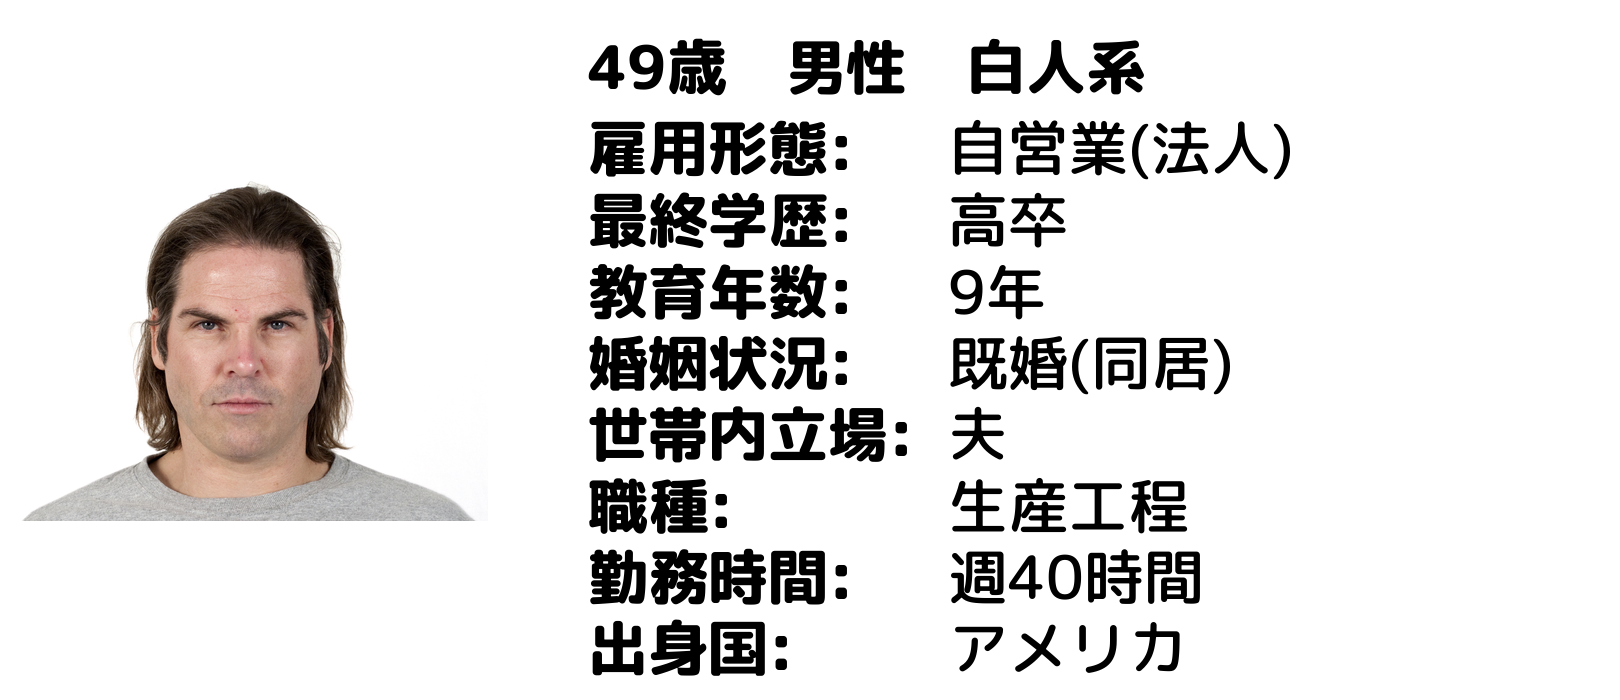 49歳　男性　白人系
雇用形態: 自営業(法人)
最終学歴: 高卒
教育年数: 9年
婚姻状況: 既婚(同居)
世帯内立場: 夫
職種: 生産工程
勤務時間: 週40時間
出身国: アメリカ